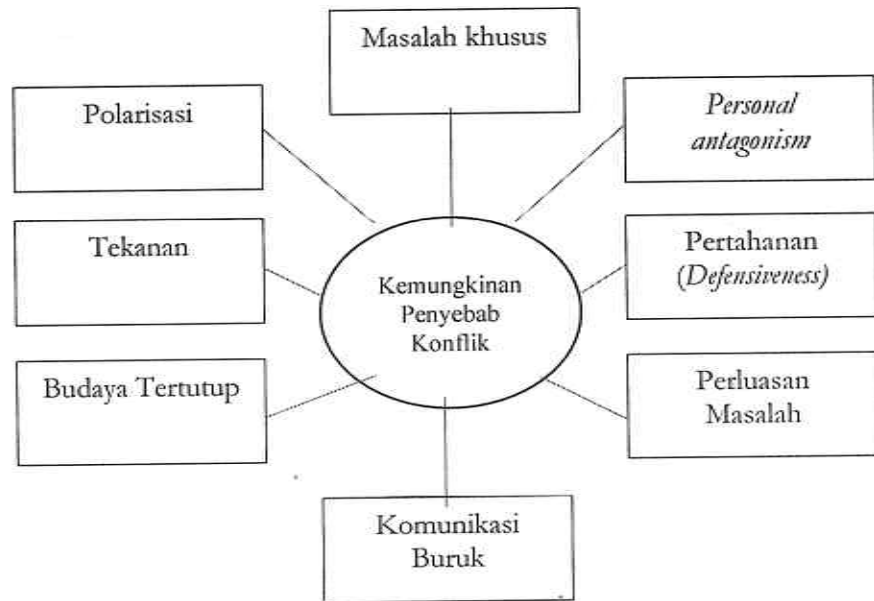 Masalah khusus
Polarisasi
Personal
antagonism
Tekanan
Pertahanan
(Defensiveness)
Kemungkinan
Penyebab
Konflik
Budaya Tertutup
Perluasan
Masalah
Komunikasi
Buruk